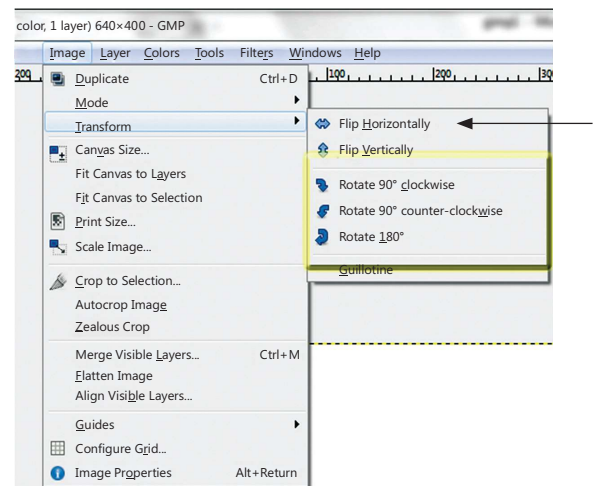 color, 1 layer) 640×400 - GMP
Image Layer Colors Tools Filters Windows Help
200 100 200 300
Duplicate Ctrl+D
Mode
Transform
Flip Horizontally
Canvas Size...
Flip Vertically
Fit Canvas to Layers
Rotate 90° clockwise
Fit Canvas to Selection
Rotate 90° counter-clockwise
Print Size...
Rotate 180°
Scale Image...
Guillotine
Crop to Selection...
Autocrop Image
Zealous Crop
Merge Visible Layers... Ctrl+M
Flatten Image
Align Visible Layers...
Guides
Configure Grid...
Image Properties Alt+Return